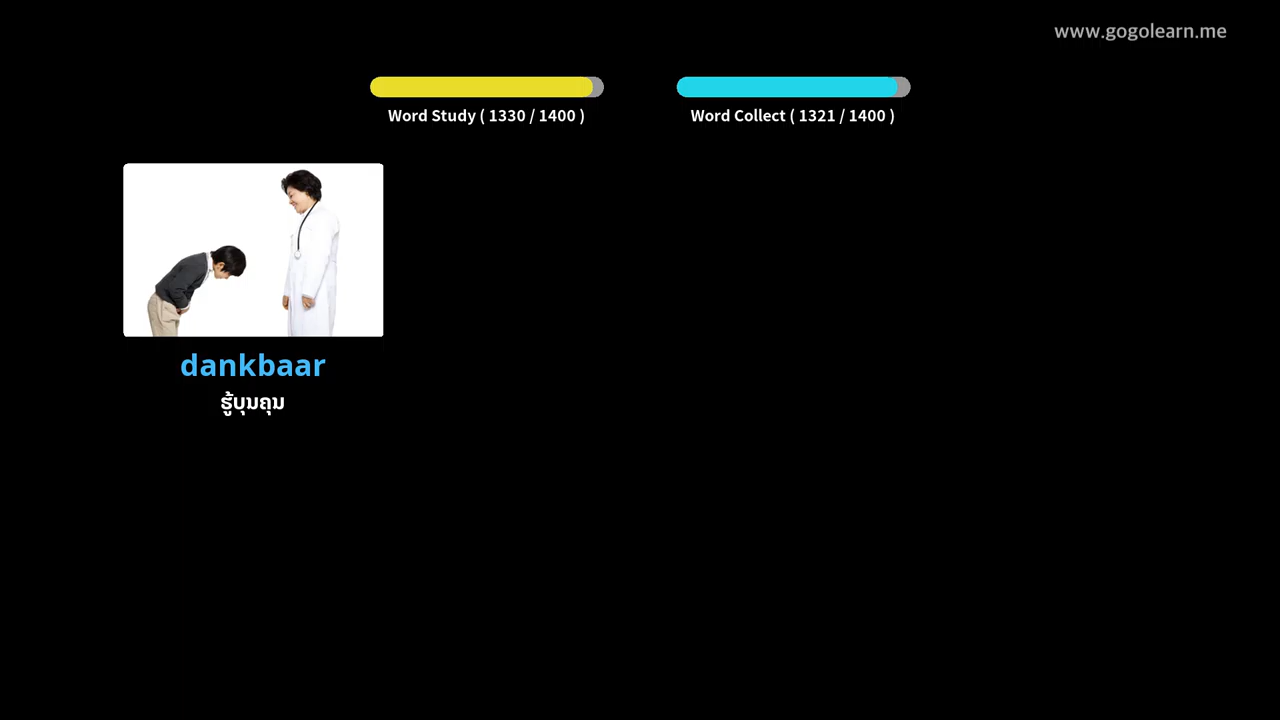 www.gogolearn.me
Word Study ( 1330 / 1400 )
Word Collect ( 1321 / 1400 )
dankbaar
ຮູ້ບຸນຄຸນ